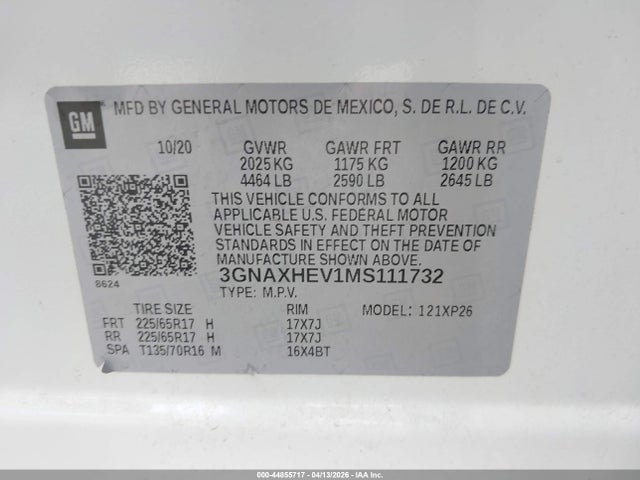 GM
MFD BY GENERAL MOTORS DE MEXICO, S. DE R.L. DE C.V.
10/20 GVWR GAWR FRT GAWR RR
2025 KG 1175 KG 1200 KG
4464 LB 2590 LB 2645 LB
THIS VEHICLE CONFORMS TO ALL
APPLICABLE U.S. FEDERAL MOTOR
VEHICLE SAFETY AND THEFT PREVENTION
STANDARDS IN EFFECT ON THE DATE OF
MANUFACTURE SHOWN ABOVE.
8624
3GNAXHEV1MS111732
TYPE: M.P.V.
TIRE SIZE RIM MODEL: 121XP26
FRT 225/65R17 H 17X7J
RR 225/65R17 H 17X7J
SPA T135/70R16 M 16X4BT
000-44855717 - 04/13/2026 - IAAI.COM